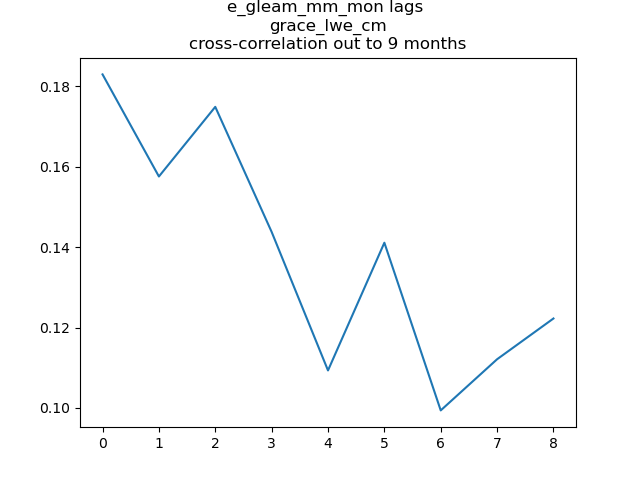 e_gleam_mm_mon lags
grace_lwe_cm
cross-correlation out to 9 months
0.18
0.16
0.14
0.12
0.10
0 1 2 3 4 5 6 7 8